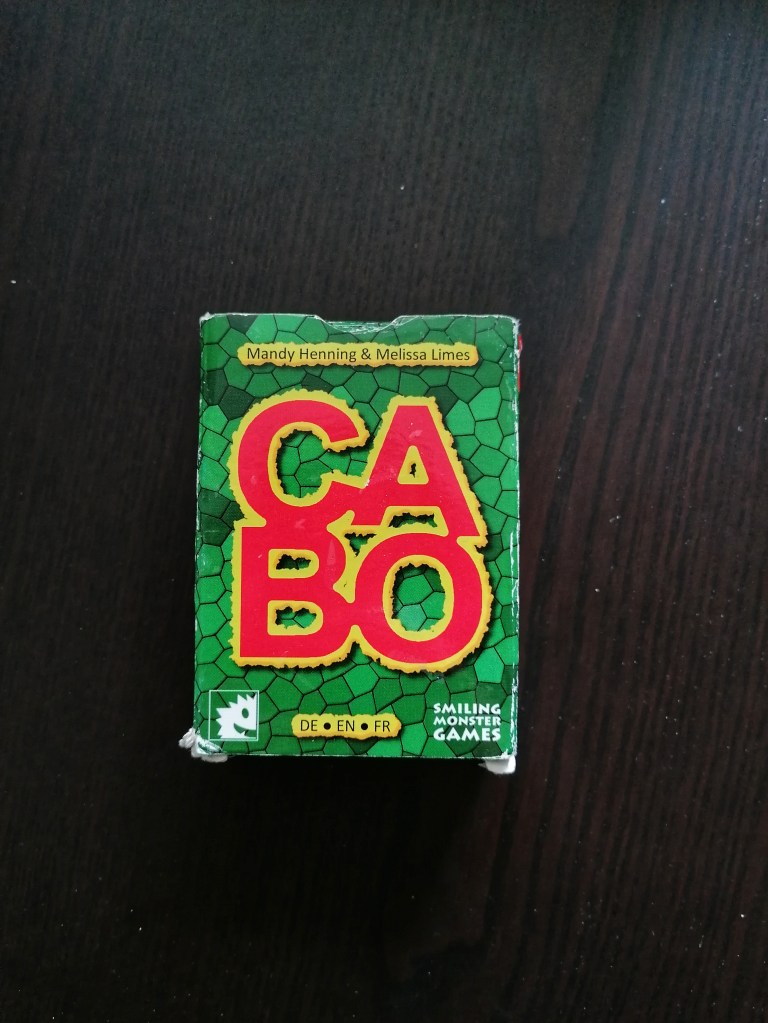 Mandy Henning & Melissa Limes
CA
BO
DE • EN • FR
SMILING
MONSTER
GAMES